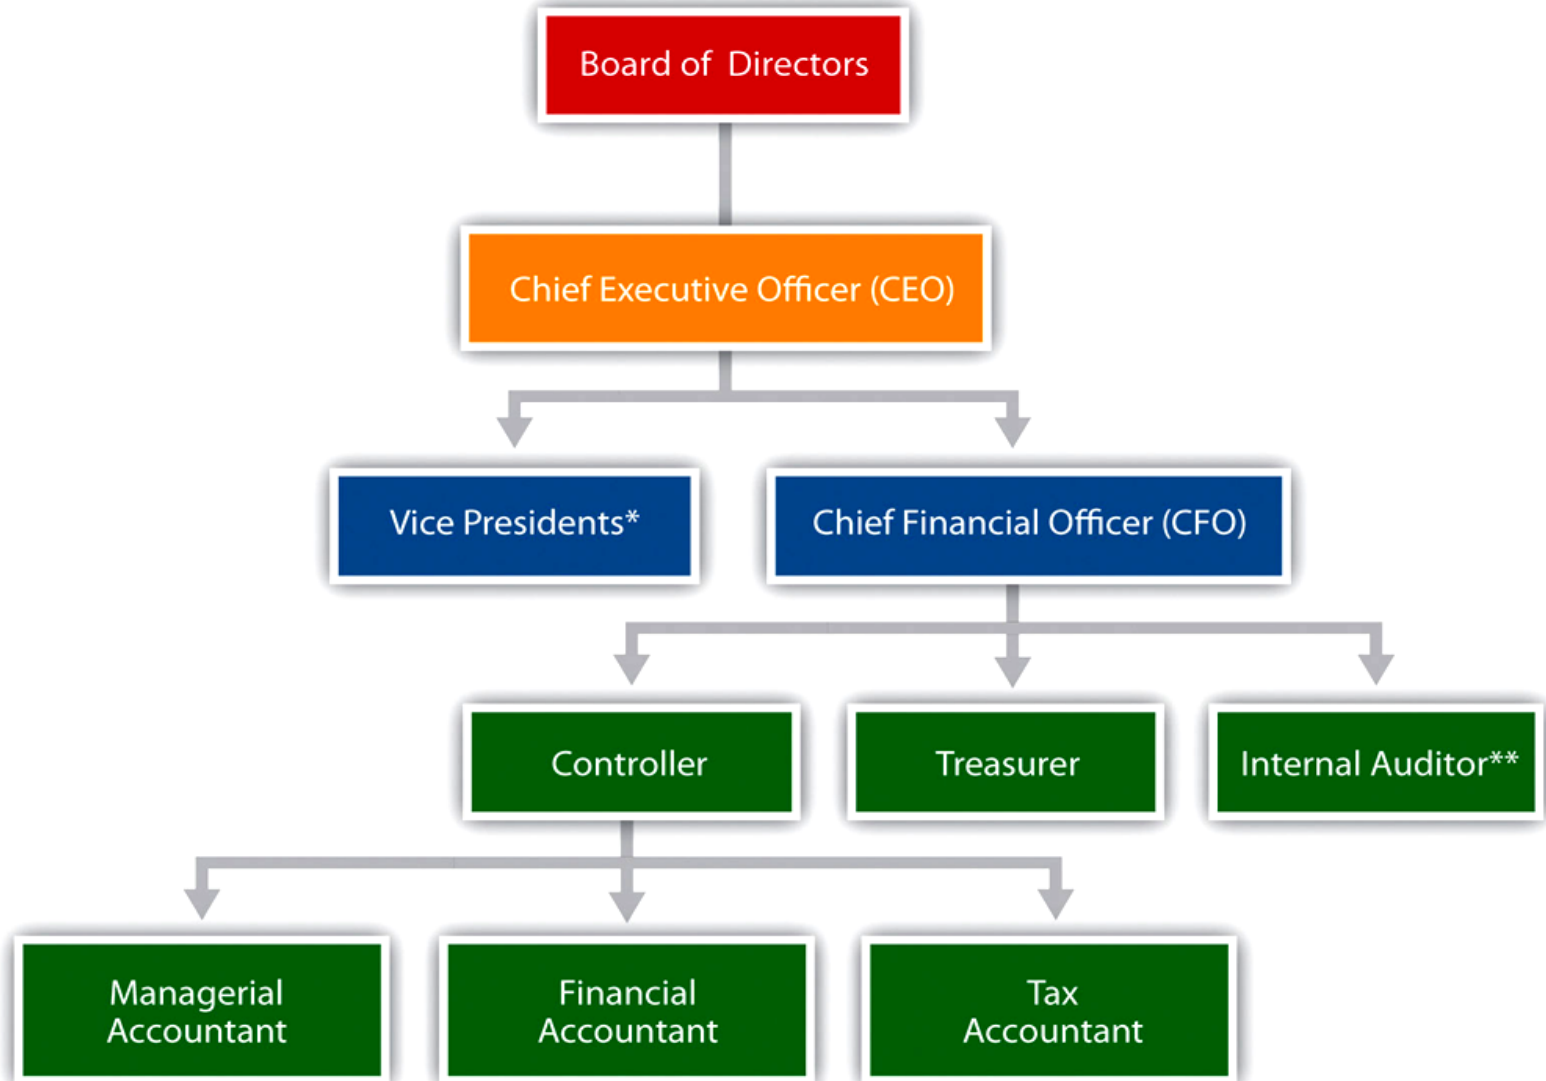 Board of Directors
Chief Executive Officer (CEO)
Vice Presidents*
Chief Financial Officer (CFO)
Controller
Treasurer
Internal Auditor**
Managerial
Accountant
Financial
Accountant
Tax
Accountant